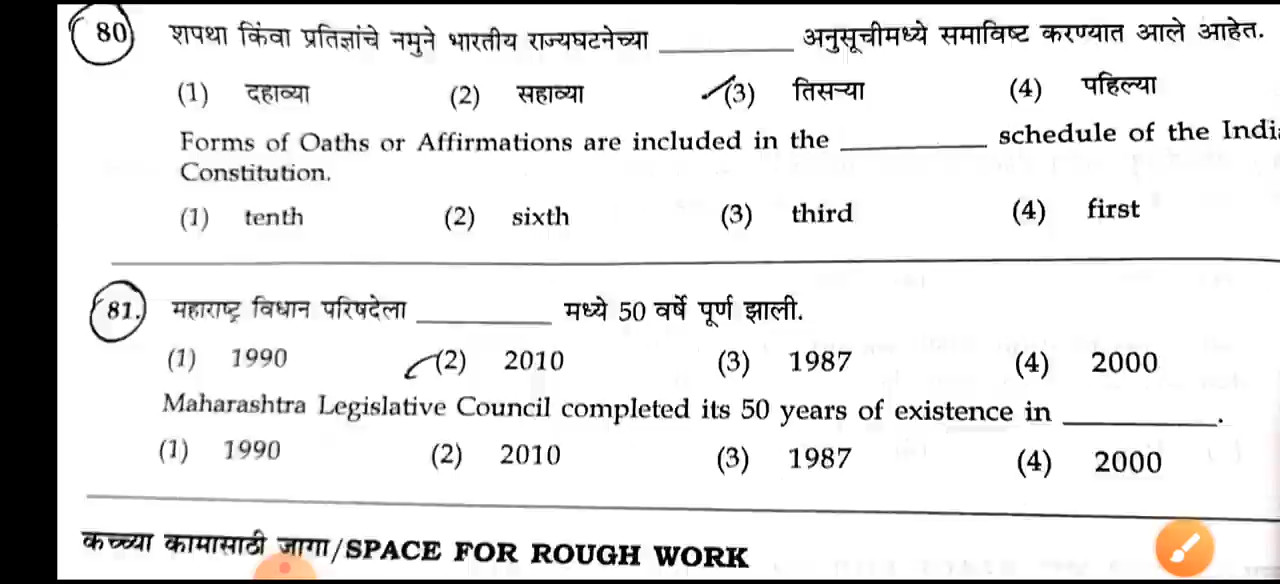 80) शपथा किंवा प्रतिज्ञांचे नमुने भारतीय राज्यघटनेच्या __________ अनुसूचीमध्ये समाविष्ट करण्यात आले आहेत.
(1) दहाव्या (2) सहाव्या (3) तिसऱ्या (4) पहिल्या
Forms of Oaths or Affirmations are included in the __________ schedule of the
Constitution.
(1) tenth (2) sixth (3) third (4) first
81. महाराष्ट्र विधान परिषदेला __________ मध्ये 50 वर्षे पूर्ण झाली.
(1) 1990 (2) 2010 (3) 1987 (4) 2000
Maharashtra Legislative Council completed its 50 years of existence in __________.
(1) 1990 (2) 2010 (3) 1987 (4) 2000
कच्च्या कामासाठी जागा/SPACE FOR ROUGH WORK